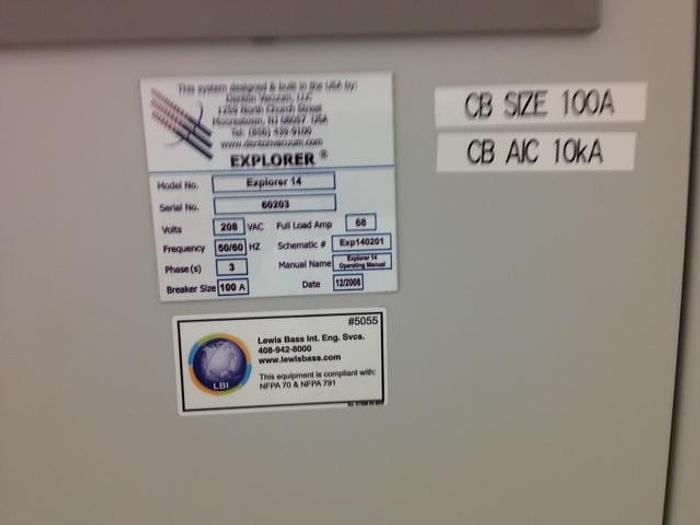 This system designed & built in the USA by:
Denton Vacuum, LLC
1259 North Church Street
Moorestown, NJ 08057 USA
Tel: (856) 439-9100
www.dentonvacuum.com
EXPLORER ®
Model No. Explorer 14
Serial No. 60203
Volts 208 VAC Full Load Amp 68
Frequency 50/60 HZ Schematic # Exp140201
Phase(s) 3 Manual Name Explorer 14 Operating Manual
Breaker Size 100 A Date 12/2008
CB SIZE 100A
CB AIC 10kA
#5055
Lewis Bass Int. Eng. Svcs.
408-942-8000
www.lewisbass.com
This equipment is compliant with:
NFPA 70 & NFPA 791
LBI